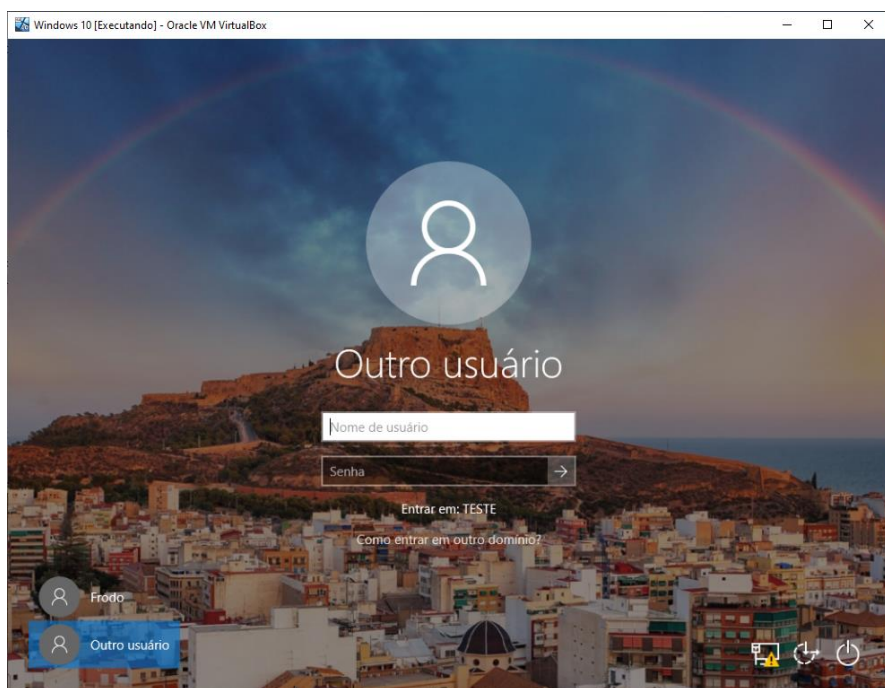 Windows 10 [Executando] - Oracle VM VirtualBox
Outro usuário
Nome de usuário
Senha
Entrar em: TESTE
Como entrar em outro domínio?
Frodo
Outro usuário